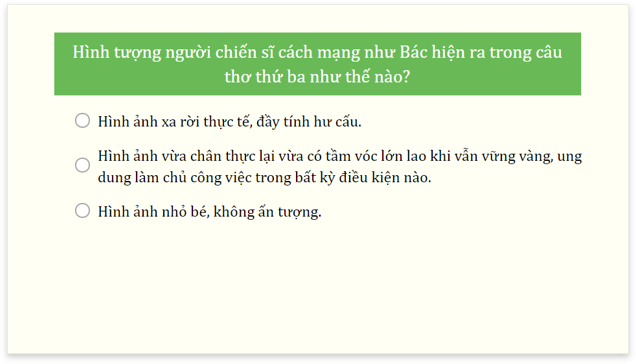 Hình tượng người chiến sĩ cách mạng như Bác hiện ra trong câu
thơ thứ ba như thế nào?
Hình ảnh xa rời thực tế, đầy tính hư cấu.
Hình ảnh vừa chân thực lại vừa có tầm vóc lớn lao khi vẫn vững vàng, ung
dung làm chủ công việc trong bất kỳ điều kiện nào.
Hình ảnh nhỏ bé, không ấn tượng.